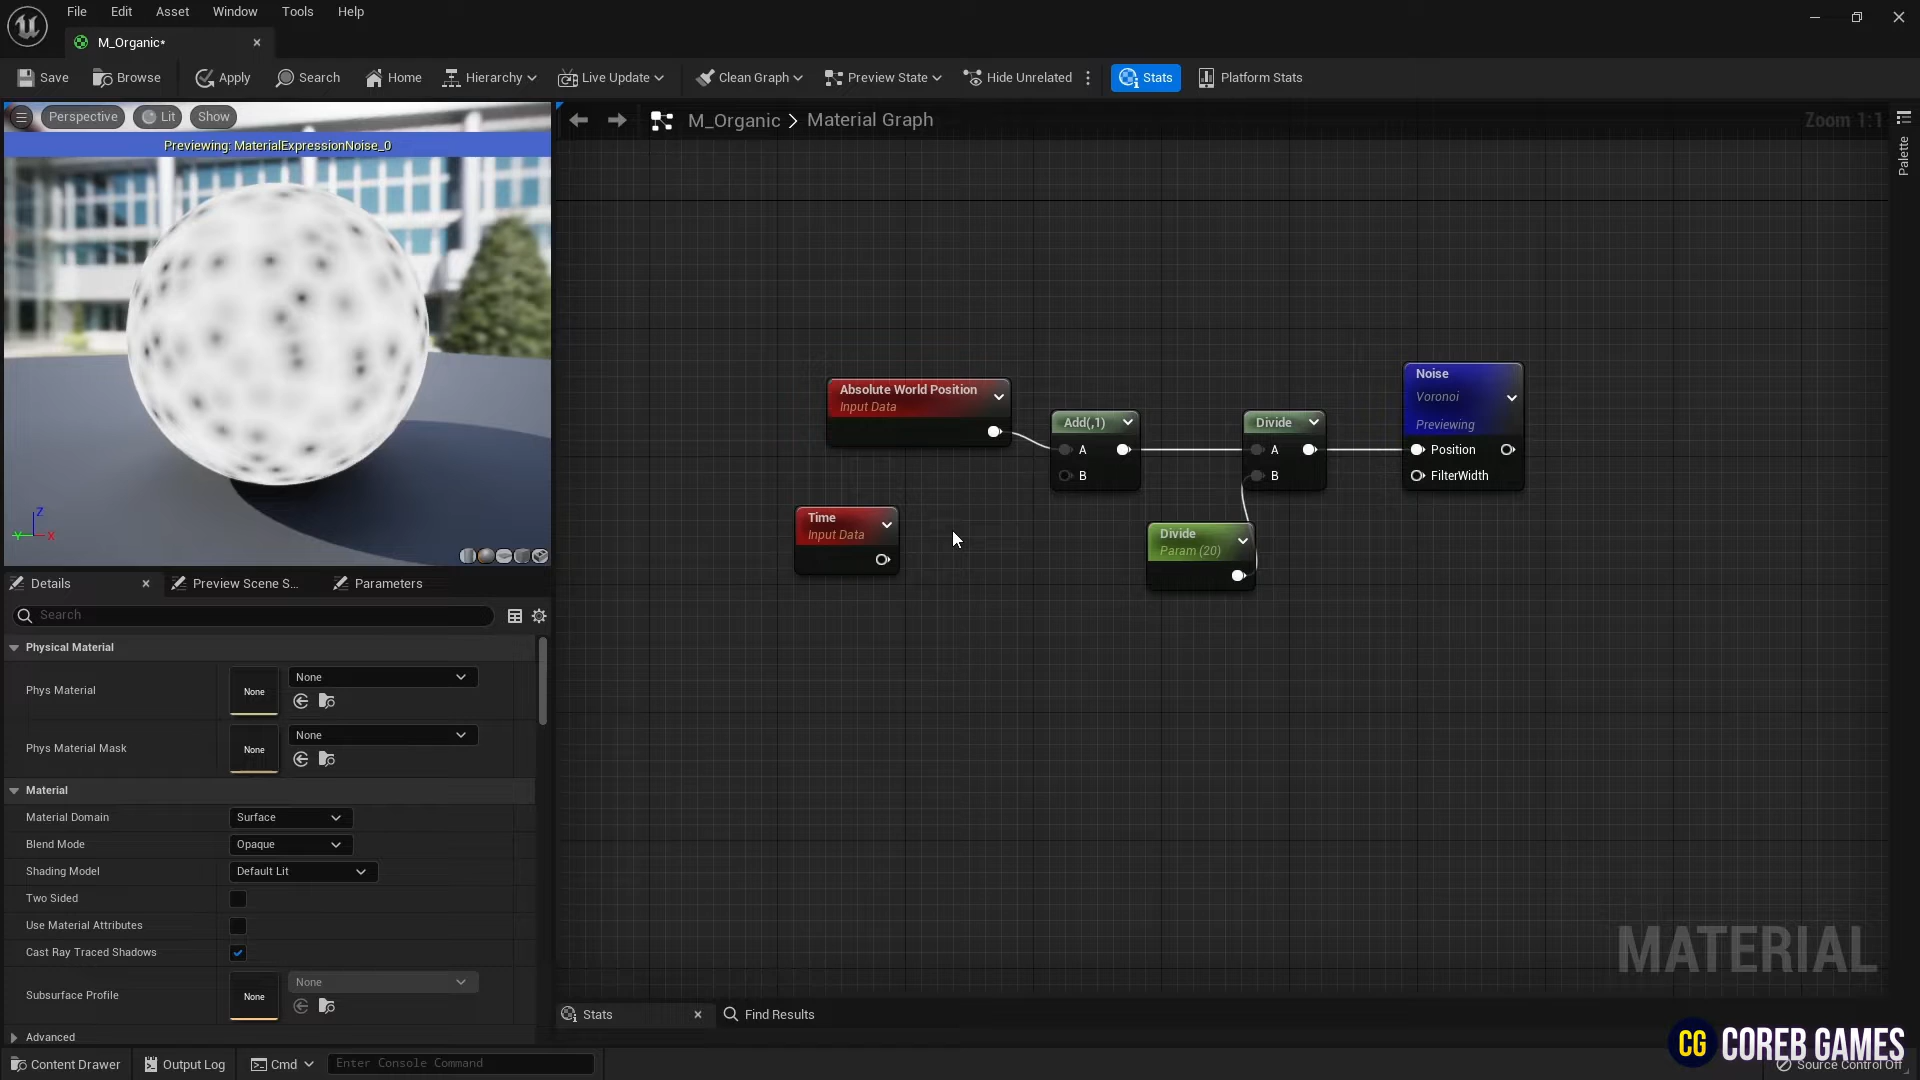 File Edit Asset Window Tools Help
M_Organic*
Save Browse Apply Search Home Hierarchy Live Update Clean Graph Preview State Hide Unrelated Stats Platform Stats
Perspective Lit Show
Previewing: MaterialExpressionNoise_0
M_Organic > Material Graph
Zoom 1:1
Palette
Absolute World Position
Input Data
Add(,1)
A
B
Divide
A
B
Noise
Voronoi
Previewing
Position
FilterWidth
Time
Input Data
Divide
Param (20)
Z
Y
X
MATERIAL
Details Preview Scene S... Parameters
Search
Physical Material
Phys Material None None
Phys Material Mask None None
Material
Material Domain Surface
Blend Mode Opaque
Shading Model Default Lit
Two Sided
Use Material Attributes
Cast Ray Traced Shadows
Subsurface Profile None None
Advanced
Stats Find Results
Content Drawer Output Log Cmd Enter Console Command
CG COREB GAMES
Source Control Off